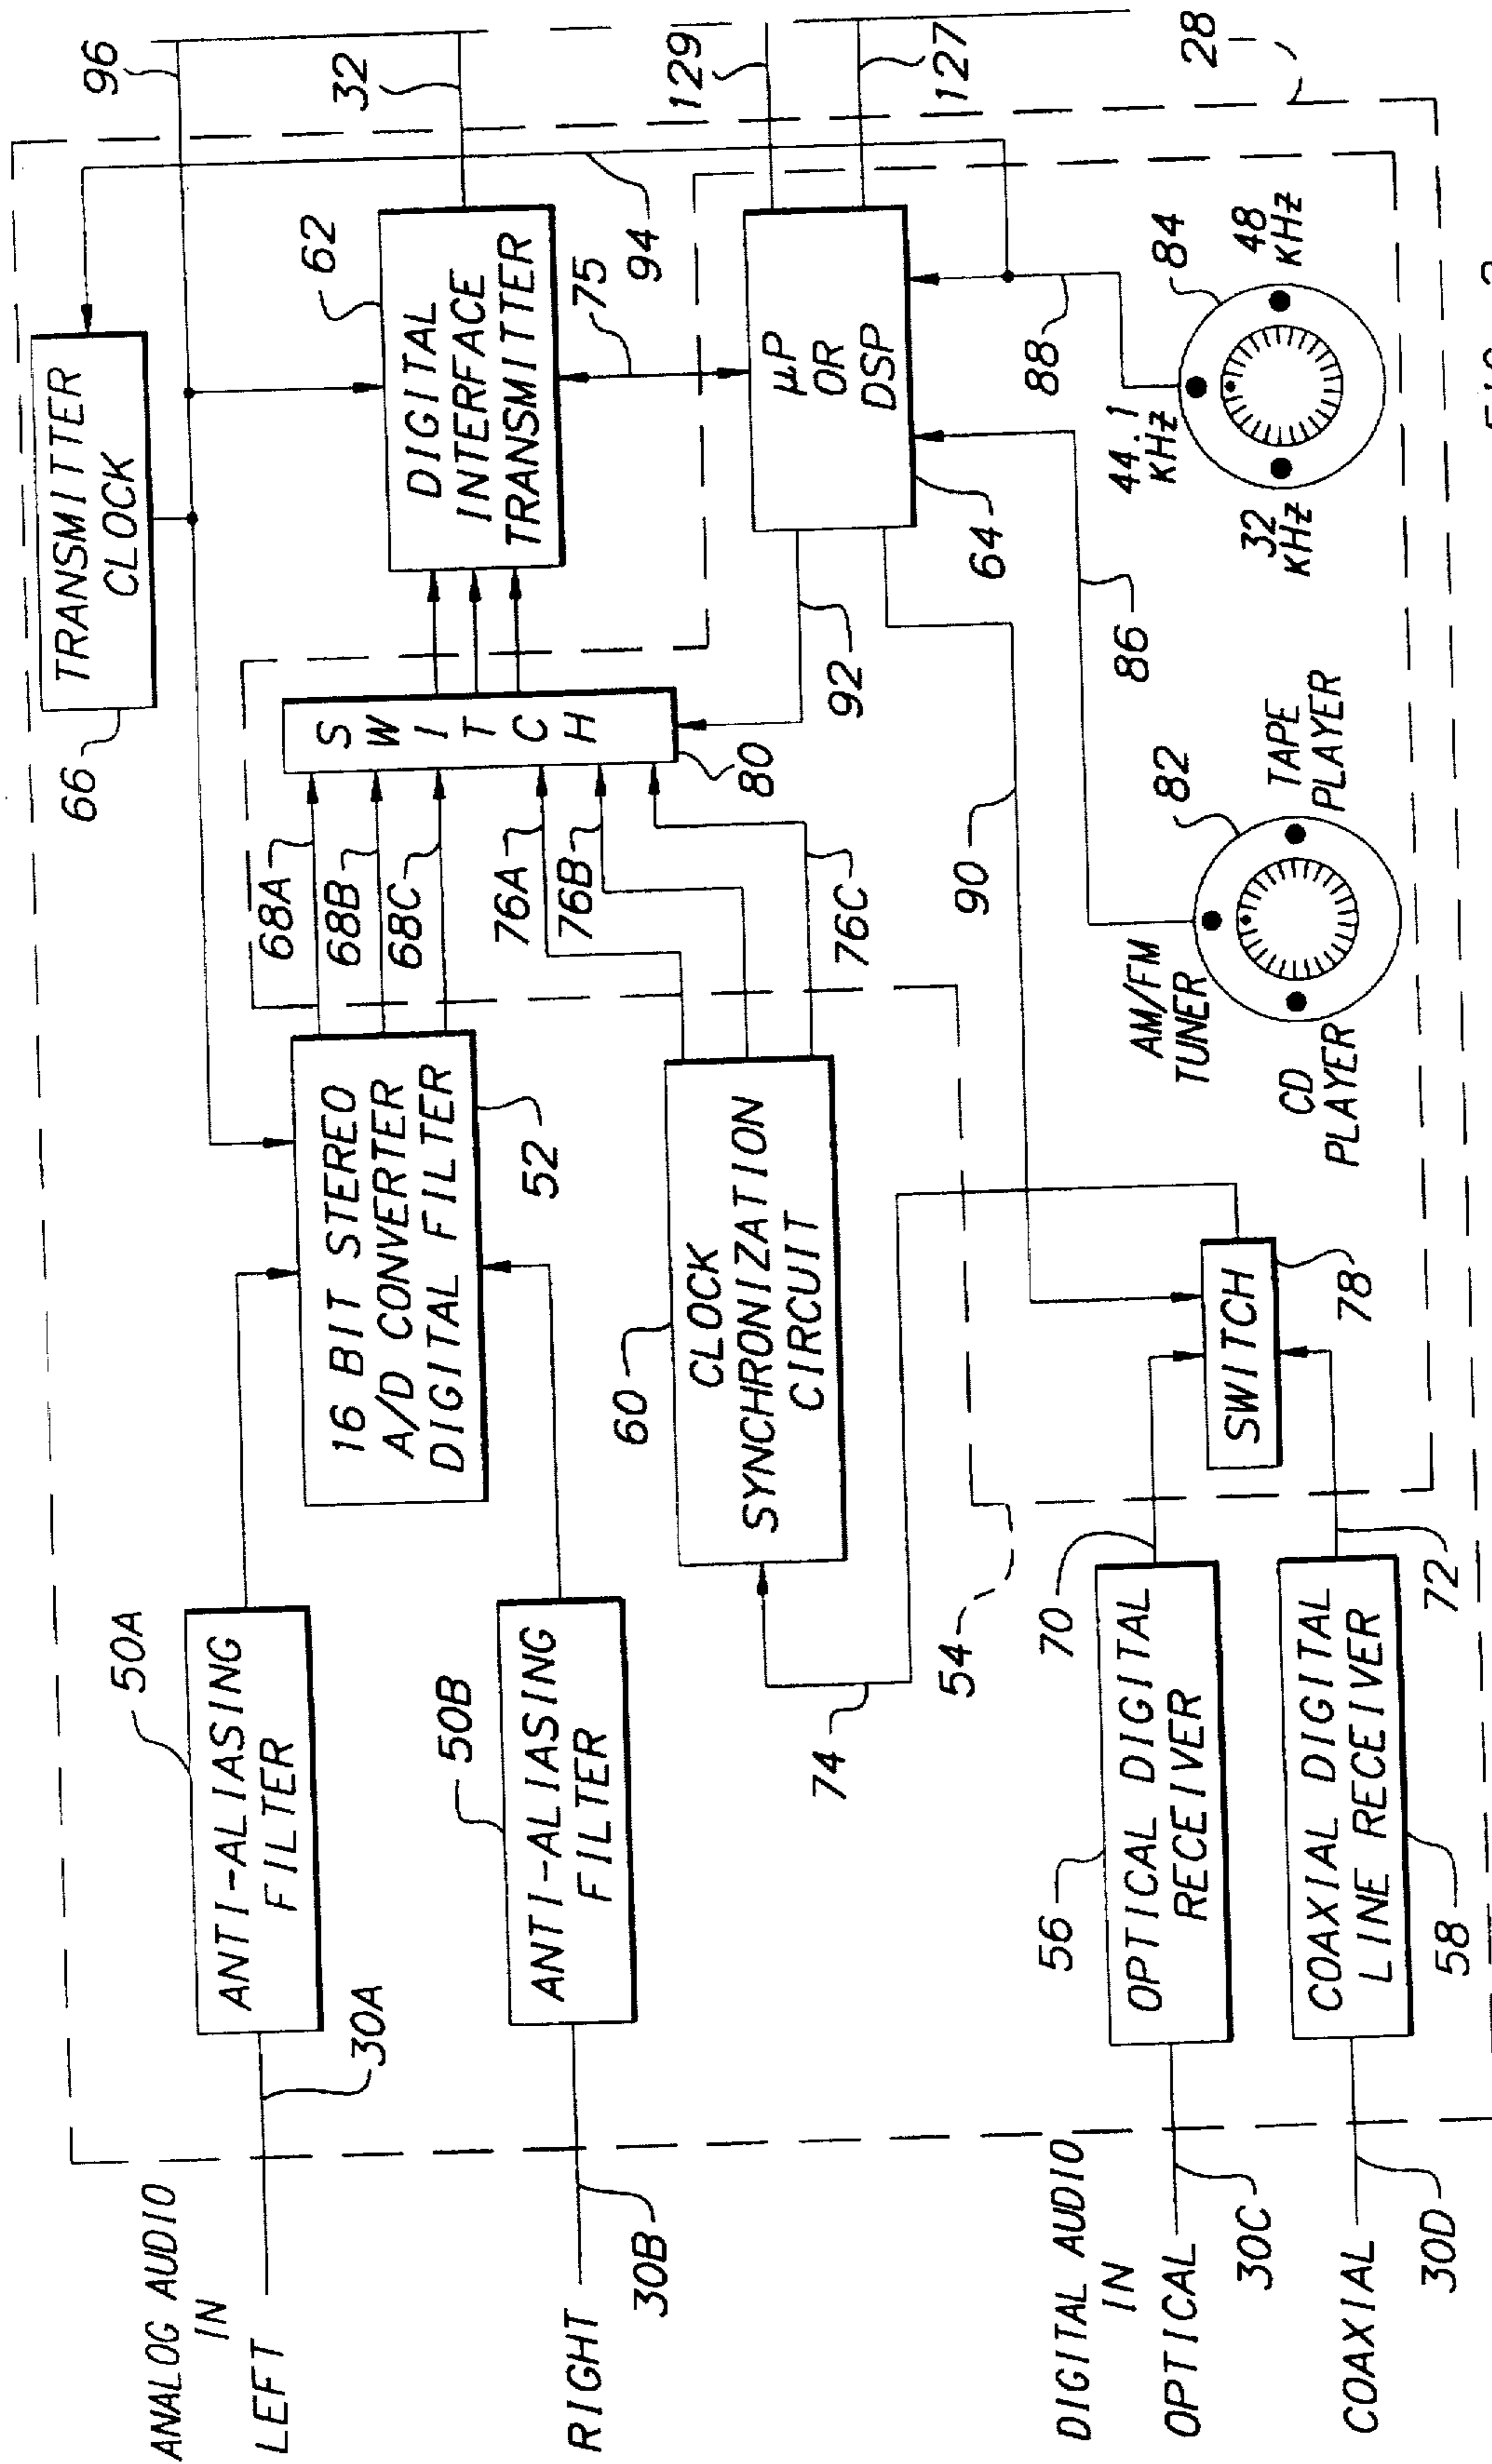 ANALOG AUDIO
IN
LEFT
30A
RIGHT
30B
DIGITAL AUDIO
IN
OPTICAL
30C
COAXIAL
30D
50A
ANTI-ALIASING
FILTER
50B
ANTI-ALIASING
FILTER
56
OPTICAL DIGITAL
RECEIVER
58
COAXIAL DIGITAL
LINE RECEIVER
70
72
74
54
16 BIT STEREO
A/D CONVERTER
DIGITAL FILTER
52
60
CLOCK
SYNCHRONIZATION
CIRCUIT
SWITCH
78
68A
68B
68C
76A
76B
76C
SWITCH
80
66
TRANSMITTER
CLOCK
62
DIGITAL
INTERFACE
TRANSMITTER
75
94
µP
OR
DSP
64
92
90
86
88
AM/FM
TUNER
CD
PLAYER
TAPE
PLAYER
82
44.1
KHz
32
KHz
48
KHz
84
96
32
129
127
28